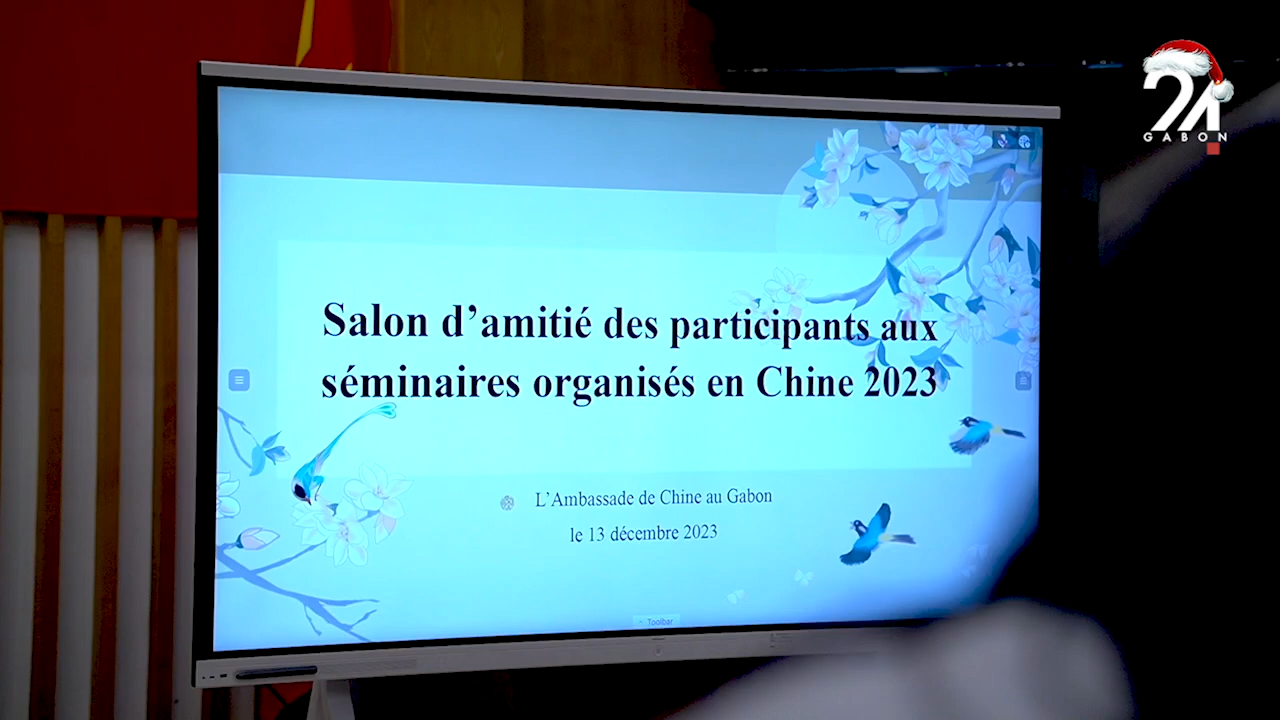 24
GABON
Salon d’amitié des participants aux
séminaires organisés en Chine 2023
L’Ambassade de Chine au Gabon
le 13 décembre 2023
Toolbar